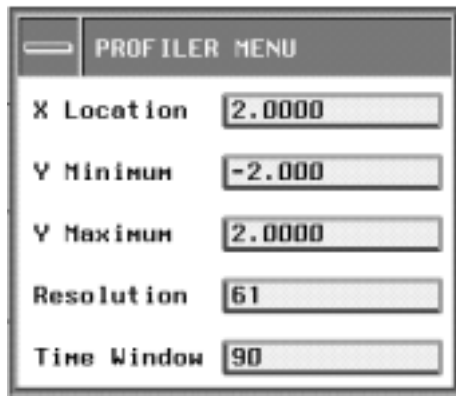 PROFILER MENU
X Location 2.0000
Y Minimum -2.000
Y Maximum 2.0000
Resolution 61
Time Window 90